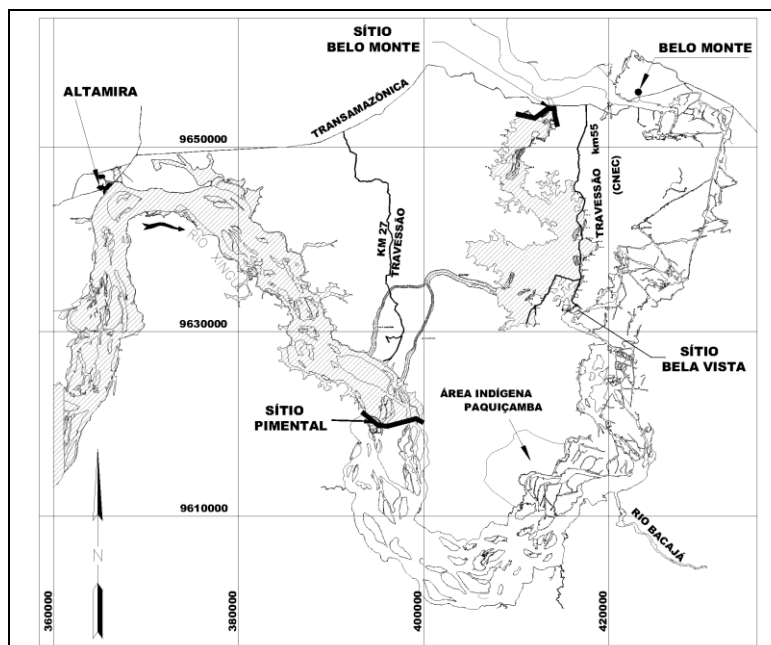 SÍTIO
BELO MONTE
BELO MONTE
ALTAMIRA
TRANSAMAZÔNICA
9650000
km55
TRAVESSÃO
(CNEC)
KM 27
TRAVESSÃO
RIO XINGU
9630000
SÍTIO
BELA VISTA
ÁREA INDÍGENA
PAQUIÇAMBA
SÍTIO
PIMENTAL
9610000
RIO BACAJÁ
N
360000
380000
400000
420000